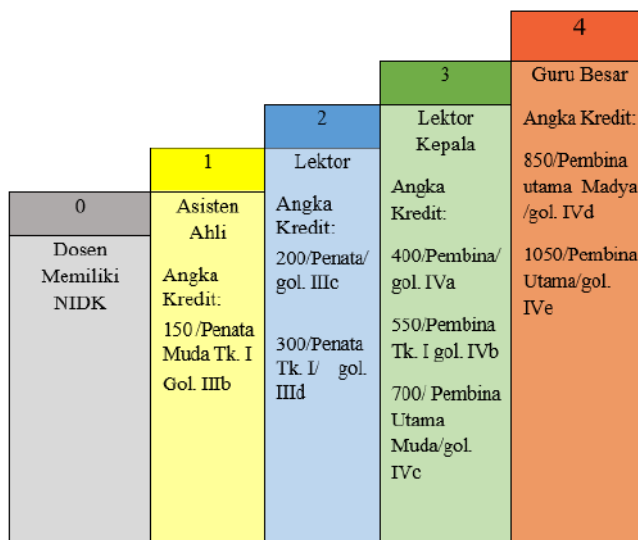 0
Dosen
Memiliki
NIDK
1
Asisten
Ahli
Angka
Kredit:
150/Penata
Muda Tk. I
Gol. IIIb
2
Lektor
Angka
Kredit:
200/Penata/
gol. IIIc
300/Penata
Tk. I/ gol.
IIId
3
Lektor
Kepala
Angka
Kredit:
400/Pembina/
gol. IVa
550/Pembina
Tk. I gol. IVb
700/ Pembina
Utama
Muda/gol.
IVc
4
Guru Besar
Angka Kredit:
850/Pembina
utama Madya
/gol. IVd
1050/Pembina
Utama/gol.
IVe